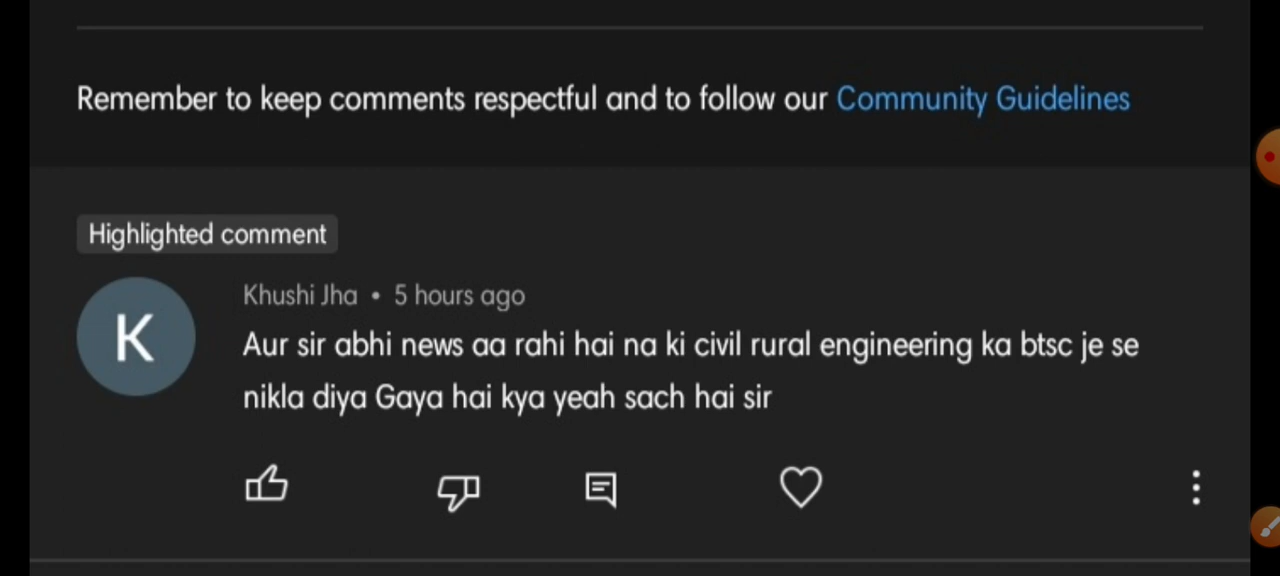 Remember to keep comments respectful and to follow our Community Guidelines
Highlighted comment
K
Khushi Jha • 5 hours ago
Aur sir abhi news aa rahi hai na ki civil rural engineering ka btsc je se
nikla diya Gaya hai kya yeah sach hai sir